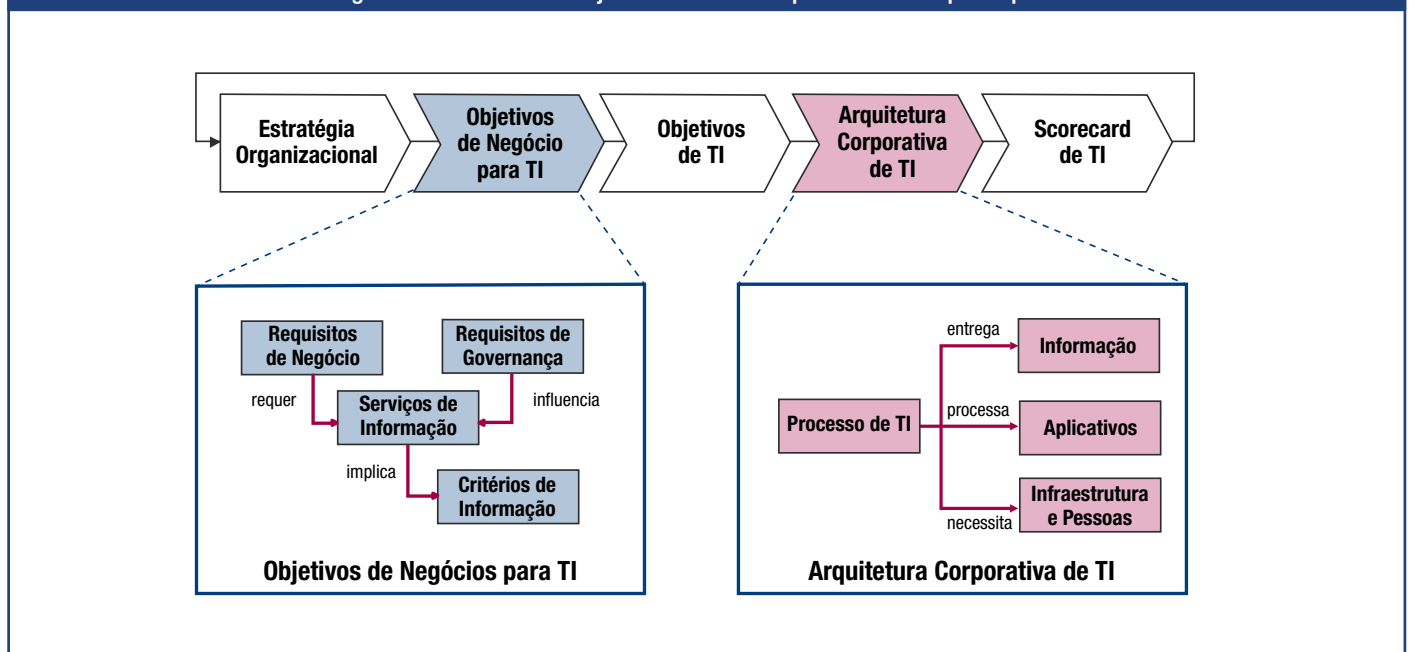 Estratégia
Organizacional
Objetivos
de Negócio
para TI
Objetivos
de TI
Arquitetura
Corporativa
de TI
Scorecard
de TI
Requisitos
de Negócio
Requisitos de
Governança
requer
influencia
Serviços de
Informação
implica
Critérios de
Informação
Objetivos de Negócios para TI
entrega
Informação
Processo de TI
processa
Aplicativos
necessita
Infraestrutura
e Pessoas
Arquitetura Corporativa de TI